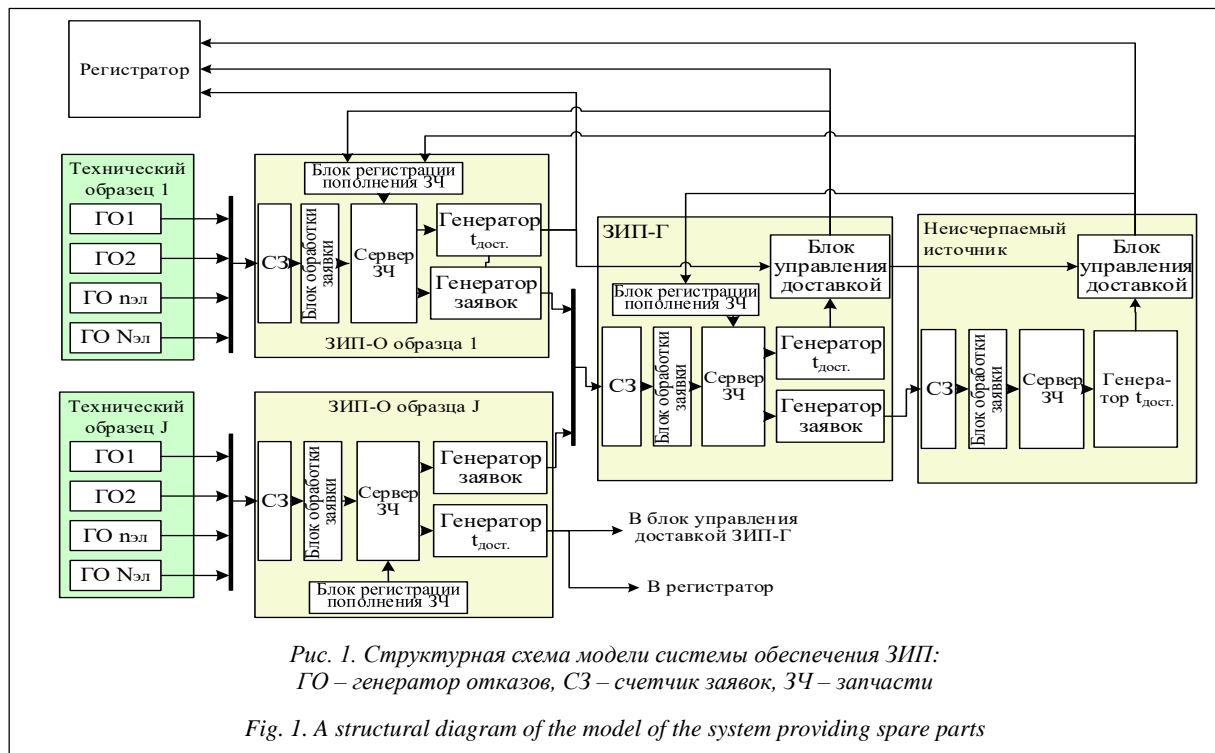 Регистратор
Технический
образец 1
ГО1
ГО2
ГО nэл
ГО Nэл
Блок регистрации
пополнения ЗЧ
СЗ
Блок обработки
заявки
Сервер
ЗЧ
Генератор
tдост.
Генератор
заявок
ЗИП-О образца 1
Технический
образец J
ГО1
ГО2
ГО nэл
ГО Nэл
ЗИП-О образца J
СЗ
Блок обработки
заявки
Сервер
ЗЧ
Генератор
заявок
Генератор
tдост.
Блок регистрации
пополнения ЗЧ
ЗИП-Г
Блок
управления
доставкой
Блок регистрации
пополнения ЗЧ
СЗ
Блок обработки
заявки
Сервер
ЗЧ
Генератор
tдост.
Генератор
заявок
Неисчерпаемый
источник
Блок
управления
доставкой
СЗ
Блок обработки
заявки
Сервер
ЗЧ
Генера-
тор tдост.
В блок управления
доставкой ЗИП-Г
В регистратор
Рис. 1. Структурная схема модели системы обеспечения ЗИП:
ГО – генератор отказов, СЗ – счетчик заявок, ЗЧ – запчасти
Fig. 1. A structural diagram of the model of the system providing spare parts